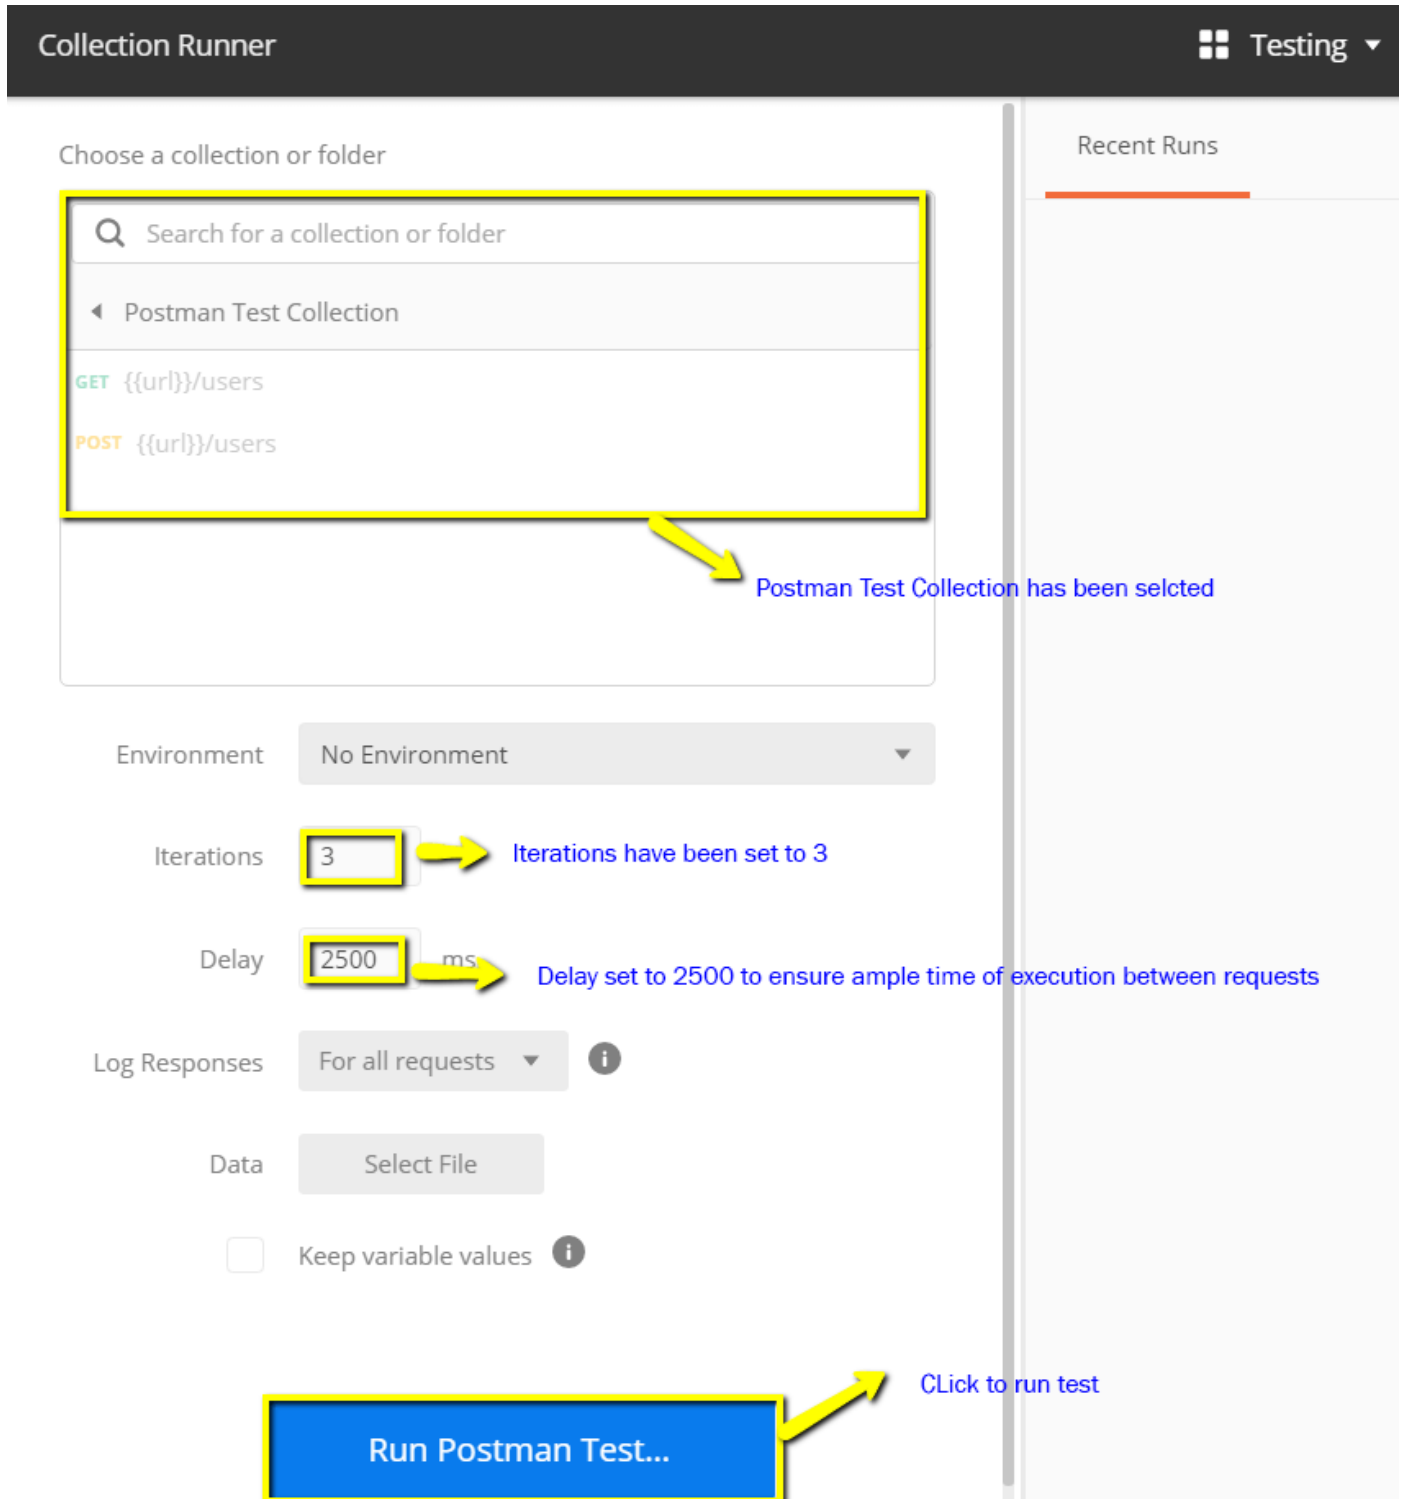 Collection Runner
Testing
Choose a collection or folder
Recent Runs
Search for a collection or folder
Postman Test Collection
GET {{url}}/users
POST {{url}}/users
Postman Test Collection has been selcted
Environment No Environment
Iterations 3 Iterations have been set to 3
Delay 2500 ms
Delay set to 2500 to ensure ample time of execution between requests
Log Responses For all requests
Data Select File
Keep variable values
CLick to run test
Run Postman Test...